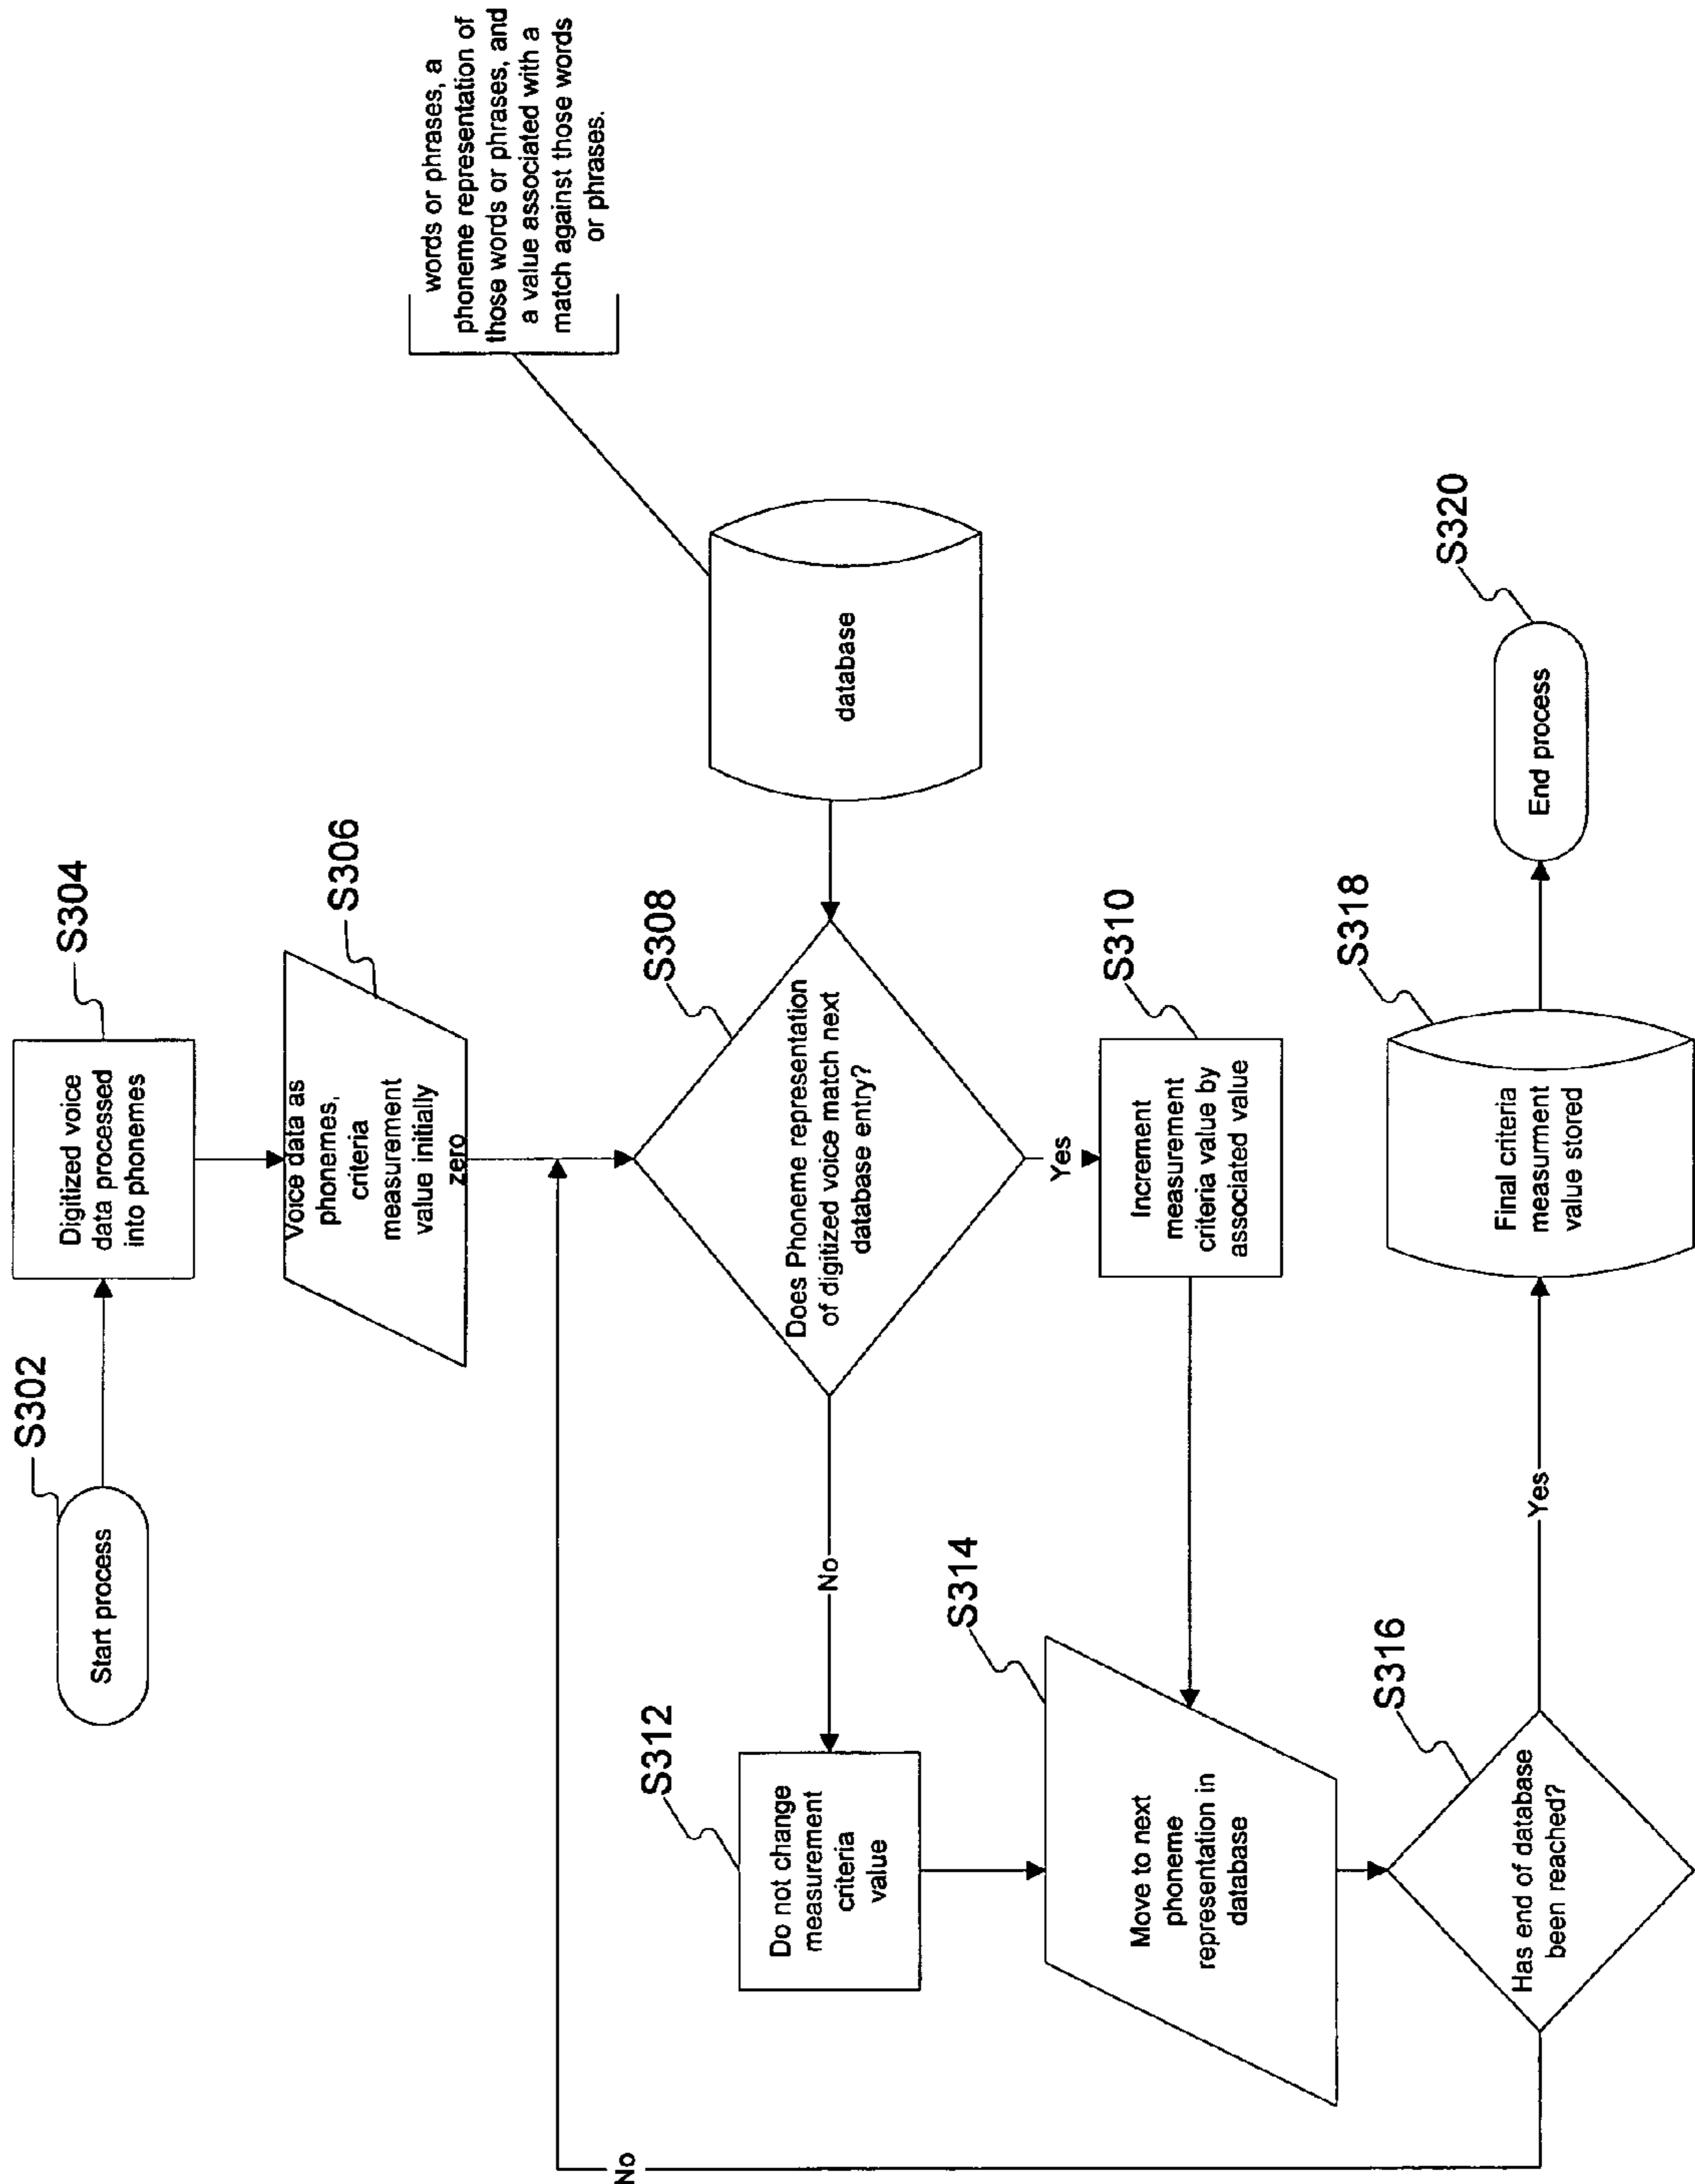 S302
Start process
S304
Digitized voice
data processed
into phonemes
S306
Voice data as
phonemes,
criteria
measurement
value initially
zero
words or phrases, a
phoneme representation of
those words or phrases, and
a value associated with a
match against those words
or phrases.
database
S308
Does Phoneme representation
of digitized voice match next
database entry?
No
Yes
S312
Do not change
measurement
criteria
value
S310
Increment
measurement
criteria value by
associated value
S314
Move to next
phoneme
representation in
database
S316
Has end of database
been reached?
No
Yes
S318
Final criteria
measurment
value stored
S320
End process